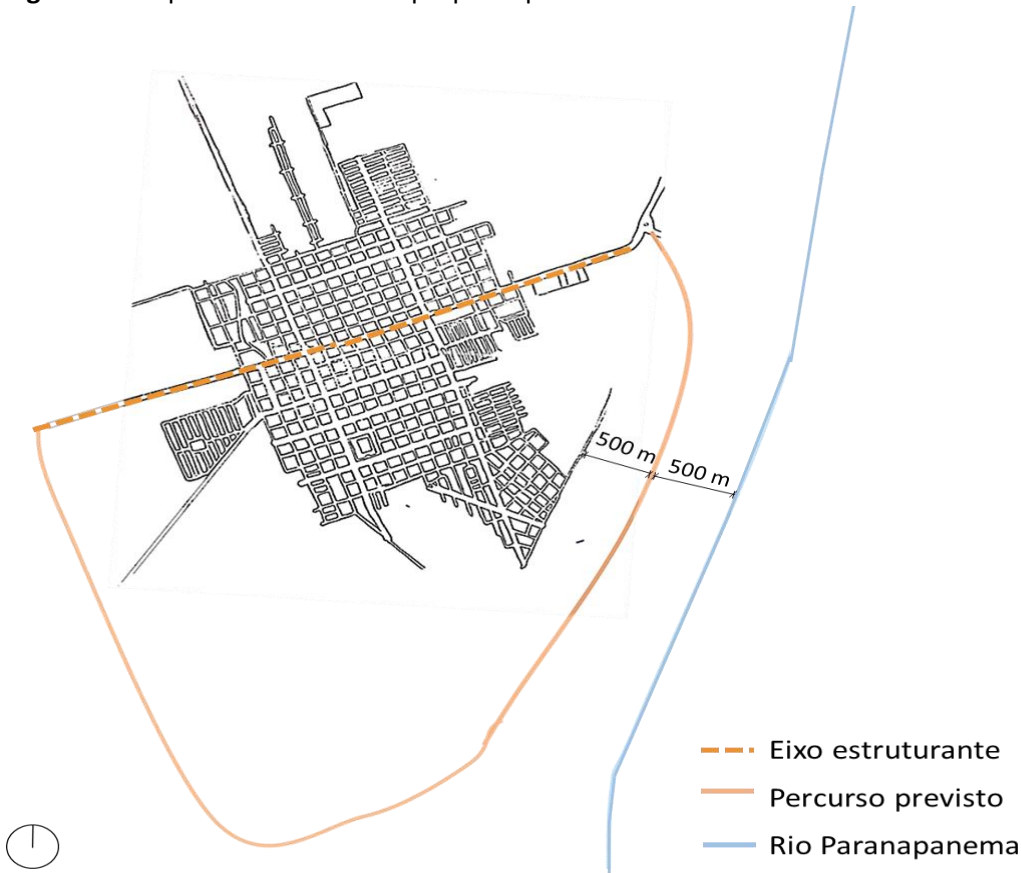 500 m
500 m
Eixo estruturante
Percurso previsto
Rio Paranapanema